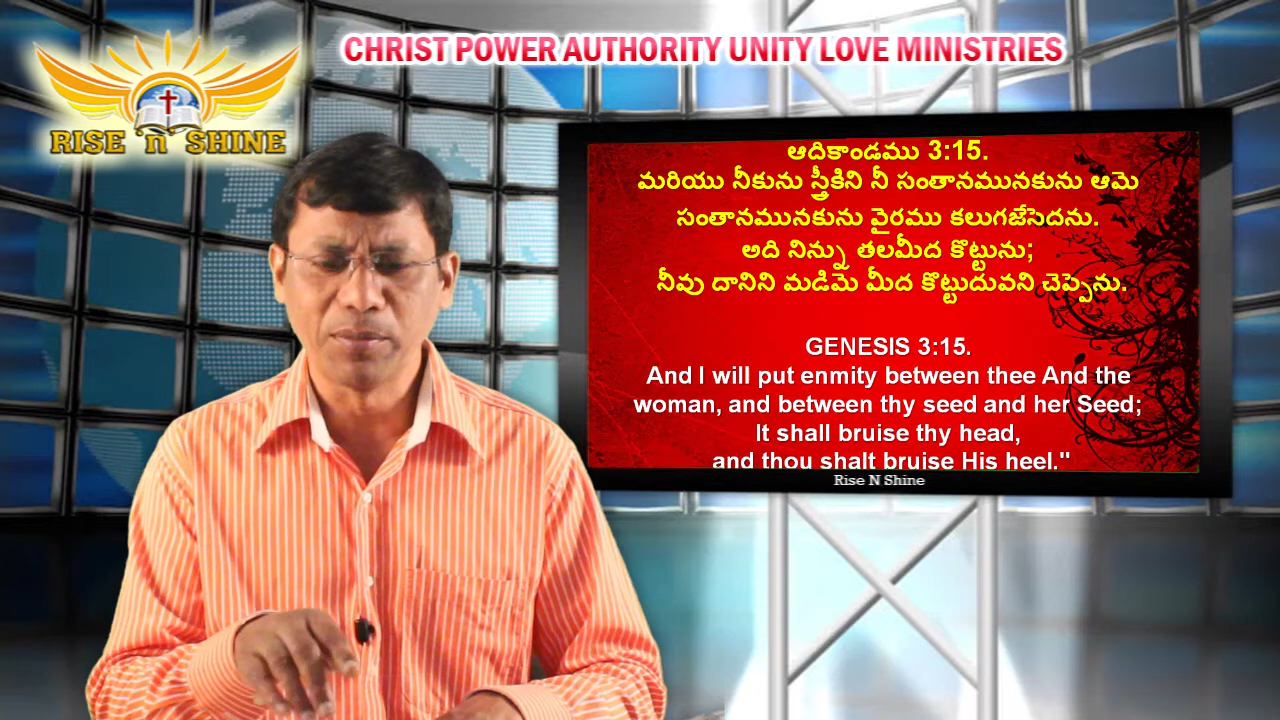 CHRIST POWER AUTHORITY UNITY LOVE MINISTRIES
RISE 'n' SHINE
ఆదికాండము 3:15.
మరియు నీకును స్త్రీకిని నీ సంతానమునకును ఆమె
సంతానమునకును వైరము కలుగజేసెదను.
అది నిన్ను తలమీద కొట్టును;
నీవు దానిని మడిమె మీద కొట్టుదువని చెప్పెను.
GENESIS 3:15.
And I will put enmity between thee And the
woman, and between thy seed and her Seed;
It shall bruise thy head,
and thou shalt bruise His heel."
Rise N Shine